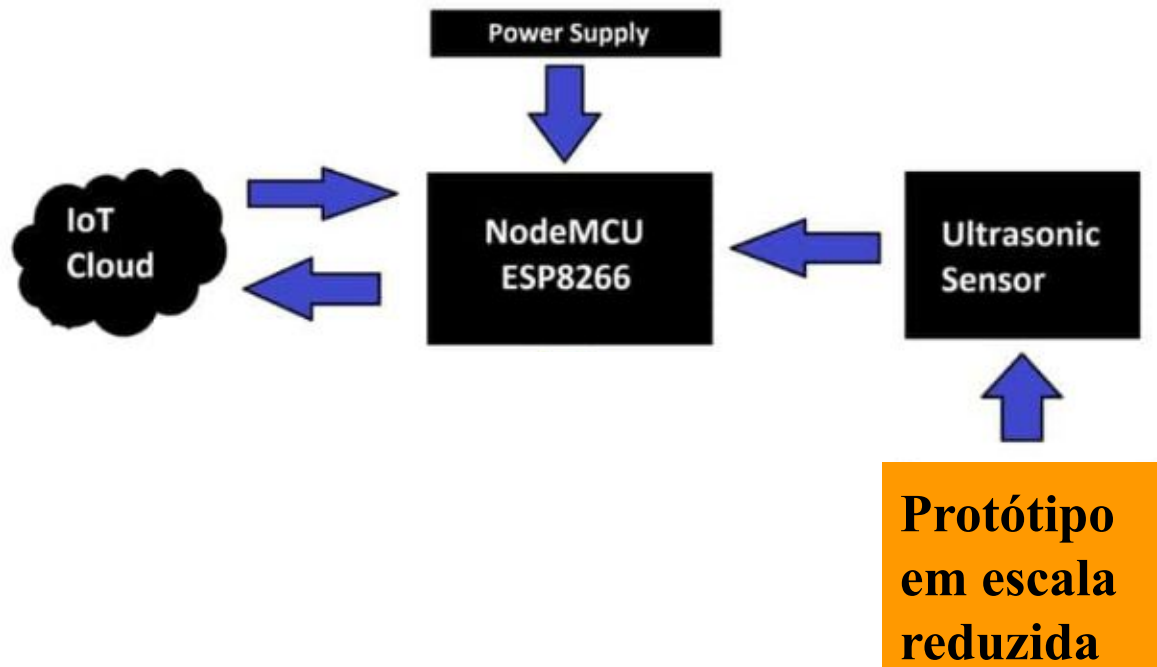 Power Supply
IoT
Cloud
NodeMCU
ESP8266
Ultrasonic
Sensor
Protótipo
em escala
reduzida